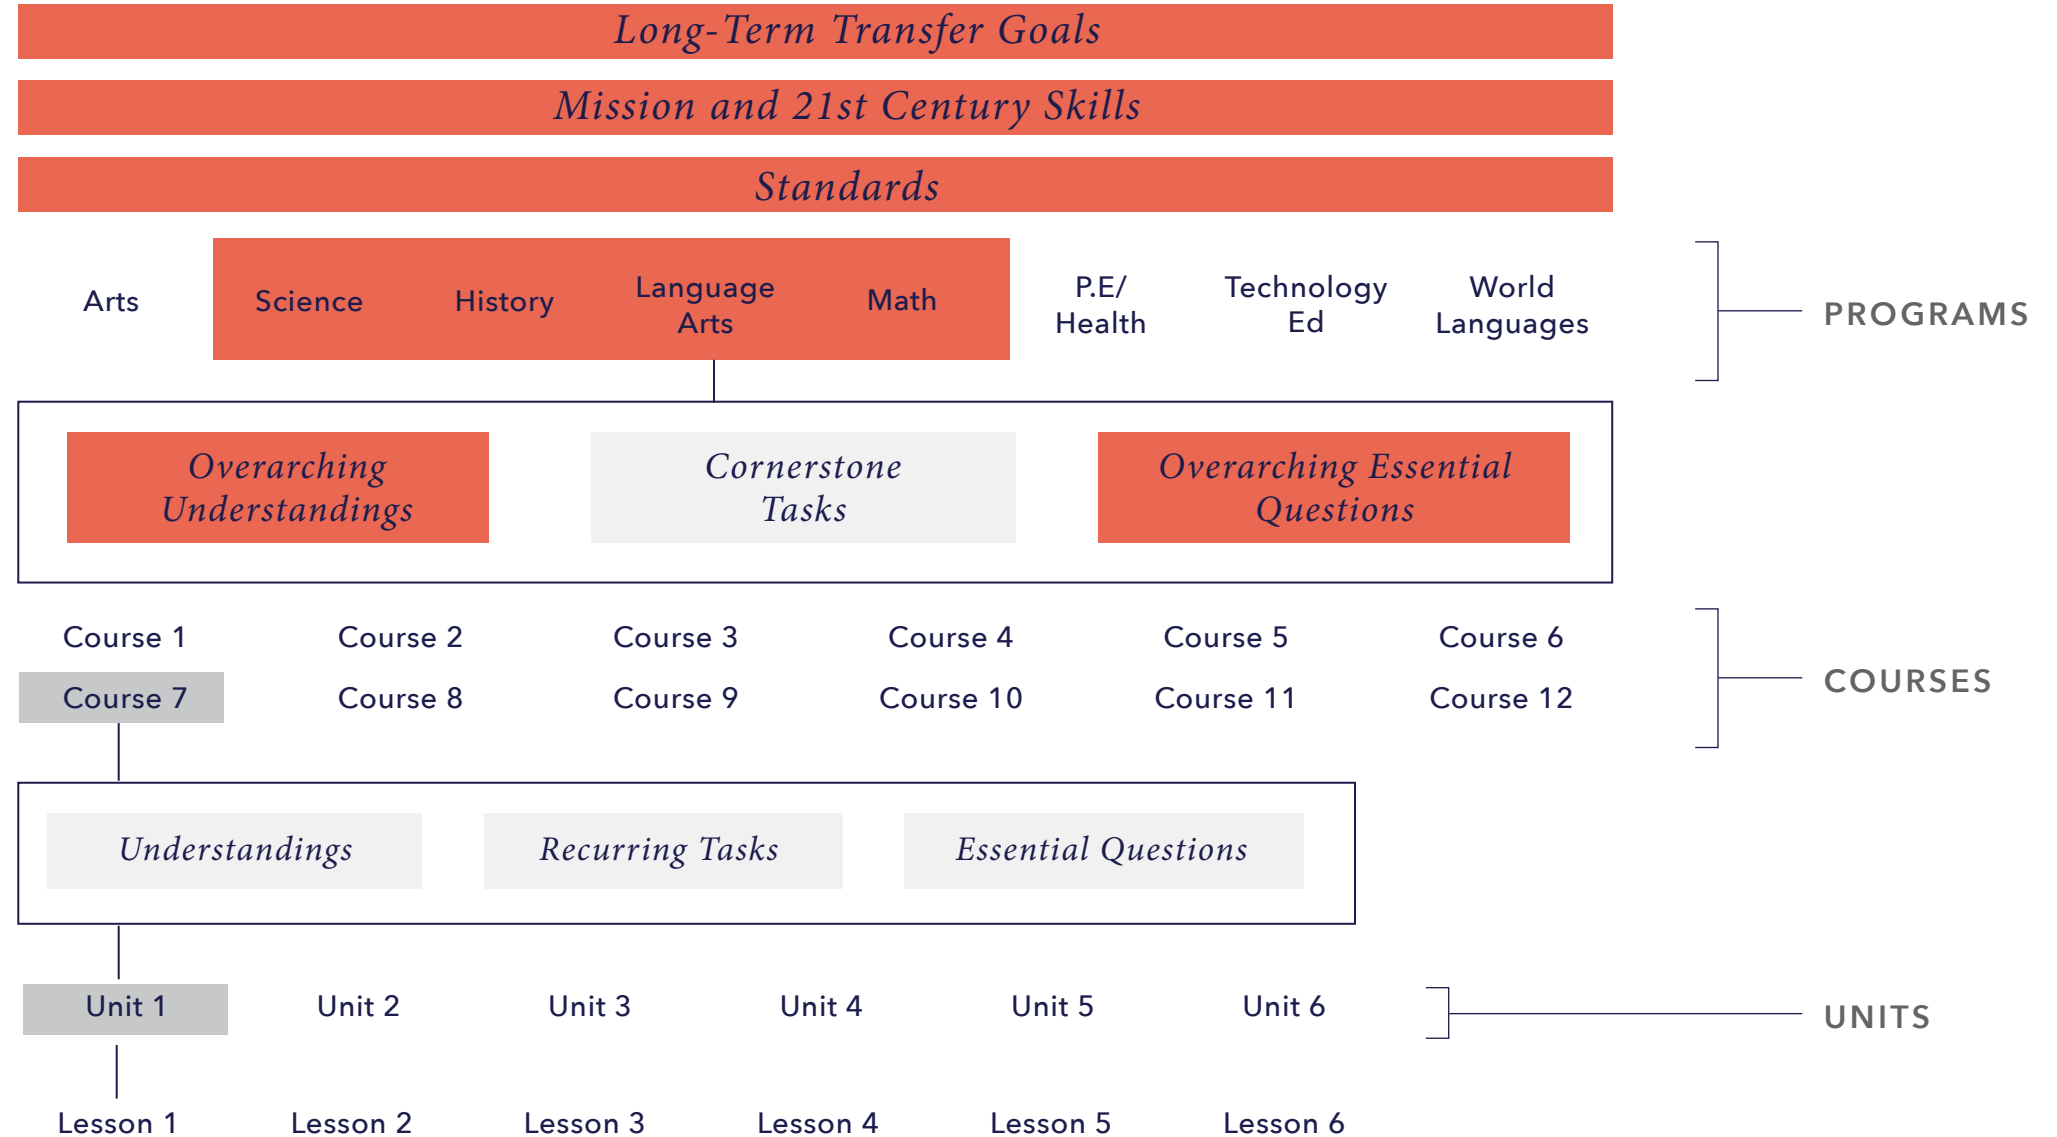 Long-Term Transfer Goals
Mission and 21st Century Skills
Standards
Arts
Science
History
Language
Arts
Math
P.E/
Health
Technology
Ed
World
Languages
PROGRAMS
Overarching
Understandings
Cornerstone
Tasks
Overarching Essential
Questions
Course 1
Course 2
Course 3
Course 4
Course 5
Course 6
Course 7
Course 8
Course 9
Course 10
Course 11
Course 12
COURSES
Understandings
Recurring Tasks
Essential Questions
Unit 1
Unit 2
Unit 3
Unit 4
Unit 5
Unit 6
UNITS
Lesson 1
Lesson 2
Lesson 3
Lesson 4
Lesson 5
Lesson 6